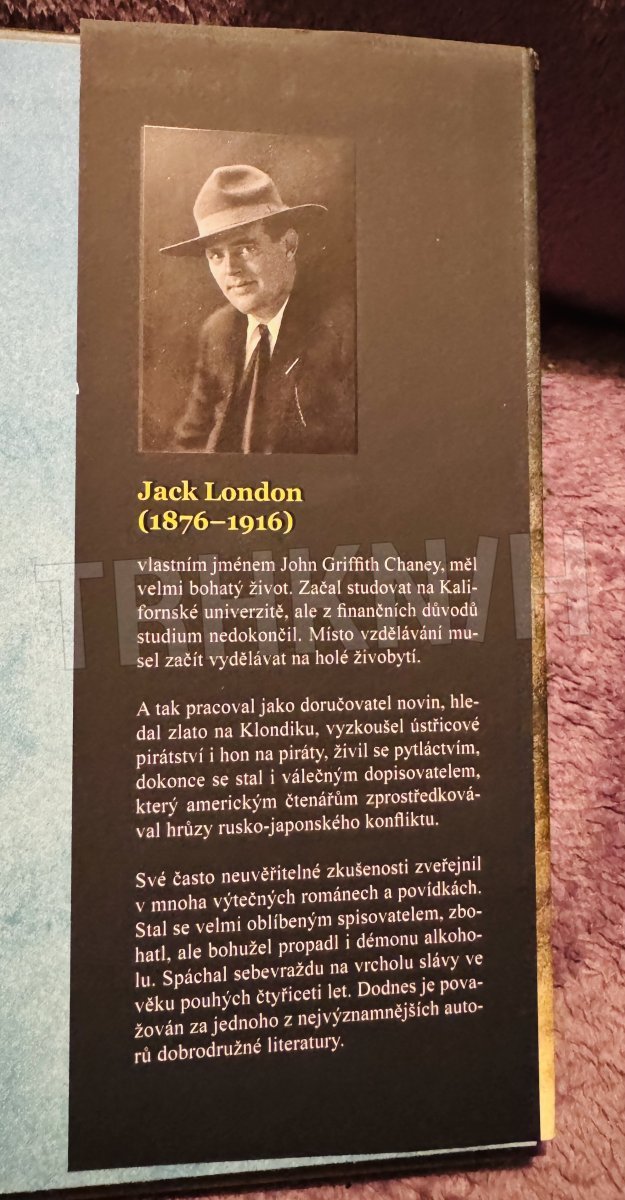 Jack London
(1876–1916)
vlastním jménem John Griffith Chaney, měl
velmi bohatý život. Začal studovat na Kali-
fornské univerzitě, ale z finančních důvodů
studium nedokončil. Místo vzdělávání mu-
sel začít vydělávat na holé živobytí.
A tak pracoval jako doručovatel novin, hle-
dal zlato na Klondiku, vyzkoušel ústřicové
pirátství i hon na piráty, živil se pytláctvím,
dokonce se stal i válečným dopisovatelem,
který americkým čtenářům zprostředková-
val hrůzy rusko-japonského konfliktu.
Své často neuvěřitelné zkušenosti zveřejnil
v mnoha výtečných románech a povídkách.
Stal se velmi oblíbeným spisovatelem, zbo-
hatl, ale bohužel propadl i démonu alkoho-
lu. Spáchal sebevraždu na vrcholu slávy ve
věku pouhých čtyřiceti let. Dodnes je pova-
žován za jednoho z nejvýznamnějších auto-
rů dobrodružné literatury.